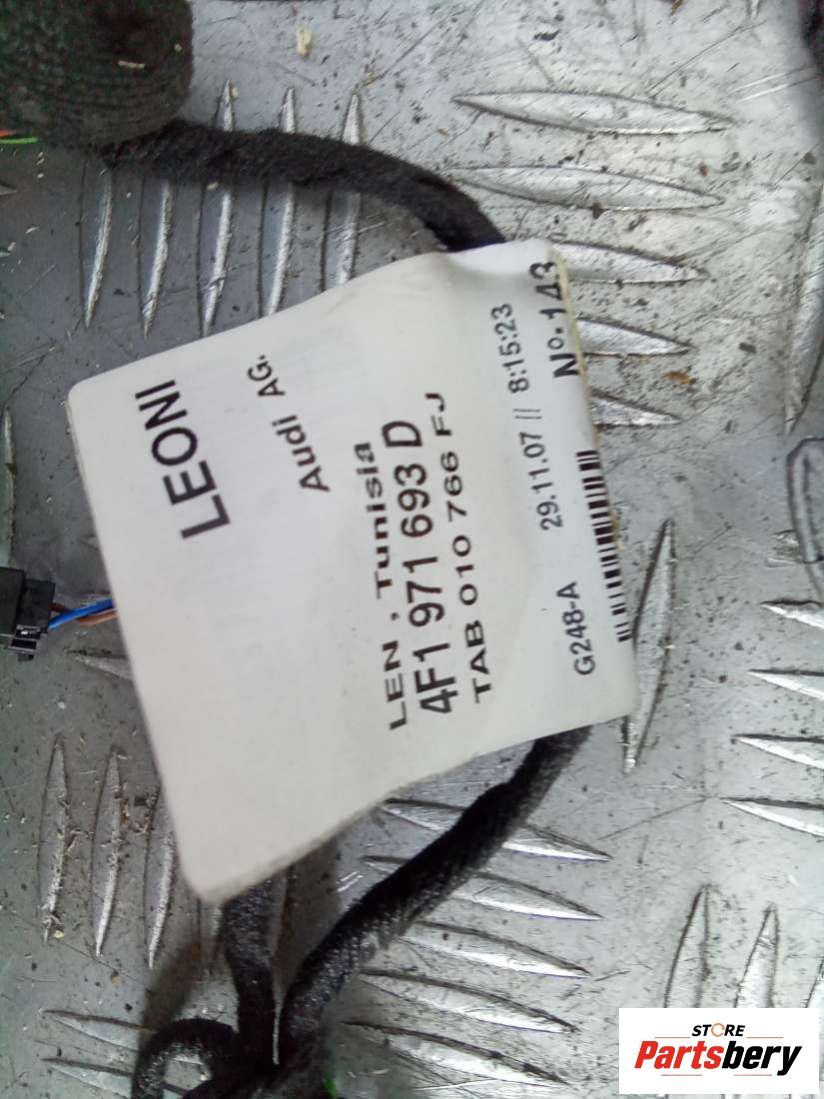 LEONI
Audi AG.
LEN . Tunisia
4F1 971 693 D
TAB 010 766 FJ
G248-A 29.11.07 // 8:15:23
Nº. 143
STORE
Partsbery